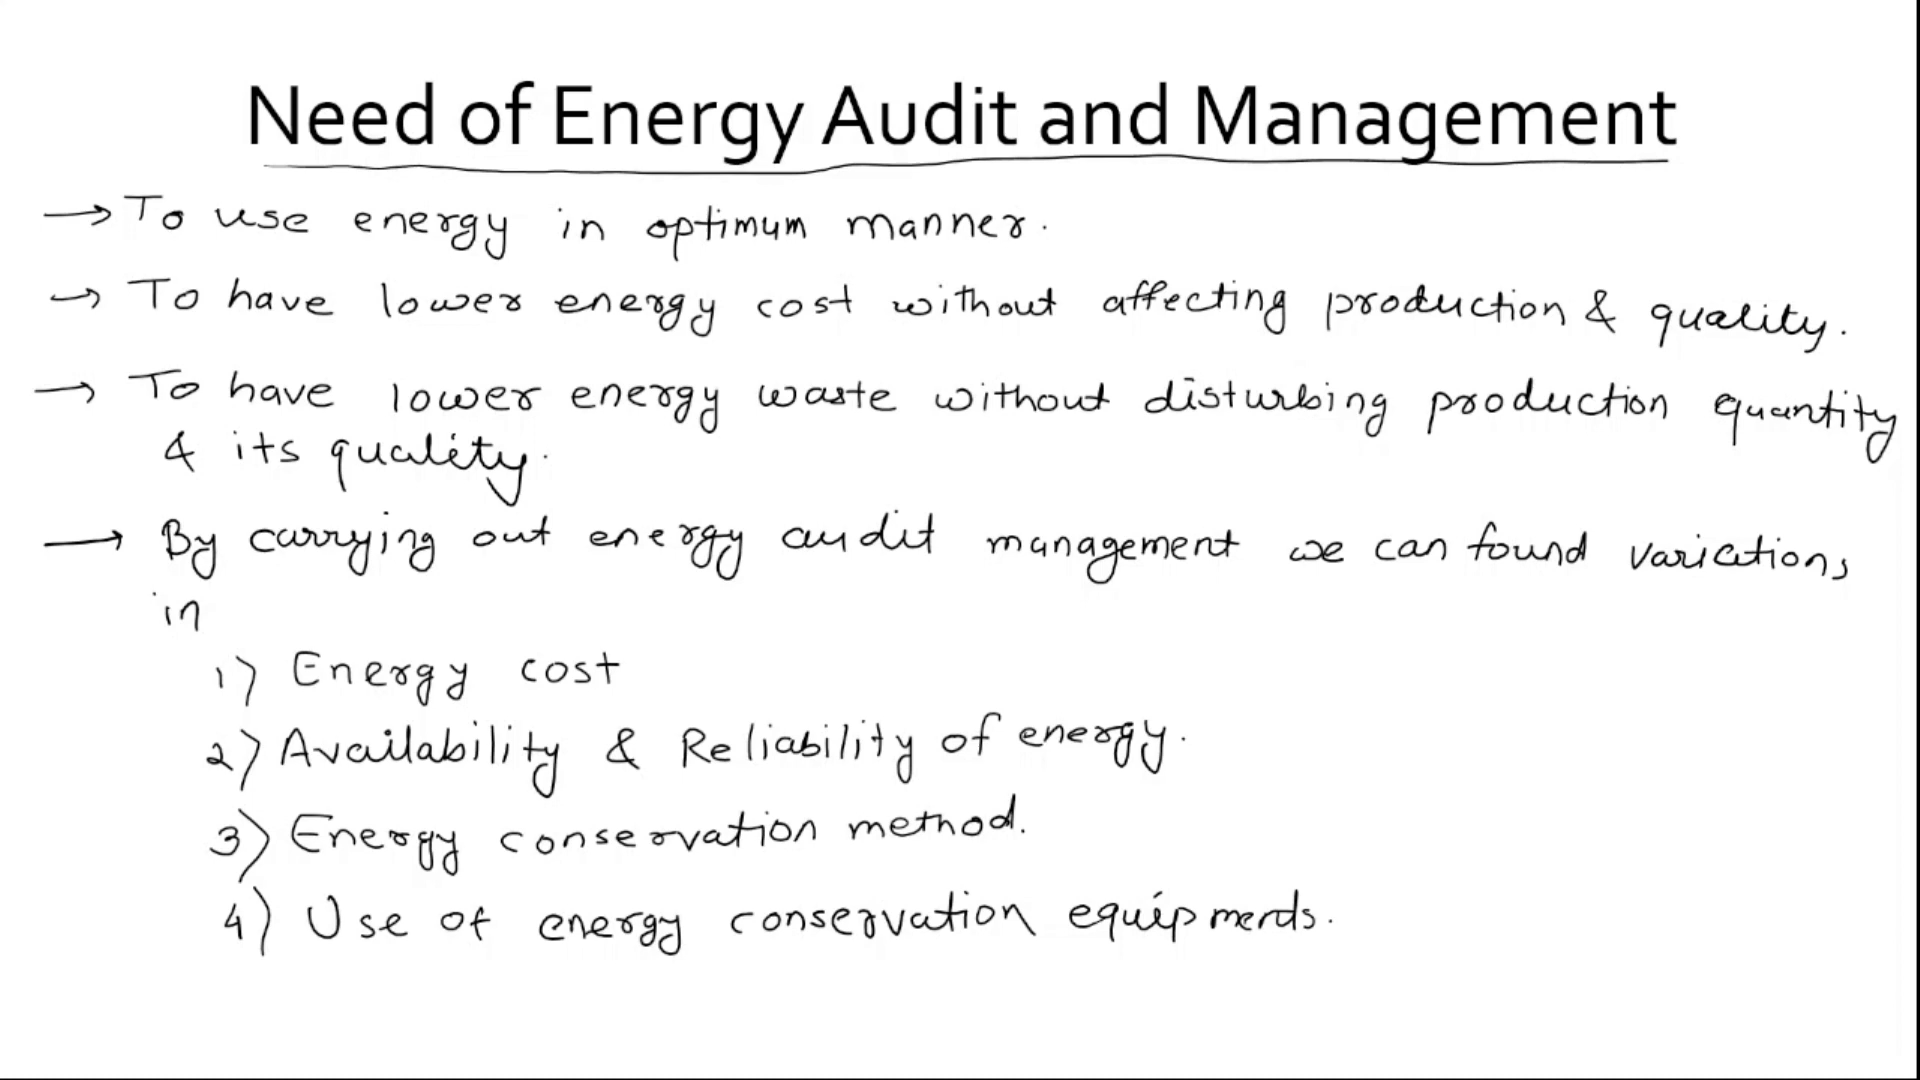 Need of Energy Audit and Management
→ To use energy in optimum manner.
→ To have lower energy cost without affecting production & quality.
→ To have lower energy waste without disturbing production quantity
& its quality.
→ By carrying out energy audit management we can found variations
in
1) Energy cost
2) Availability & Reliability of energy.
3) Energy conservation method.
4) Use of energy conservation equipments.